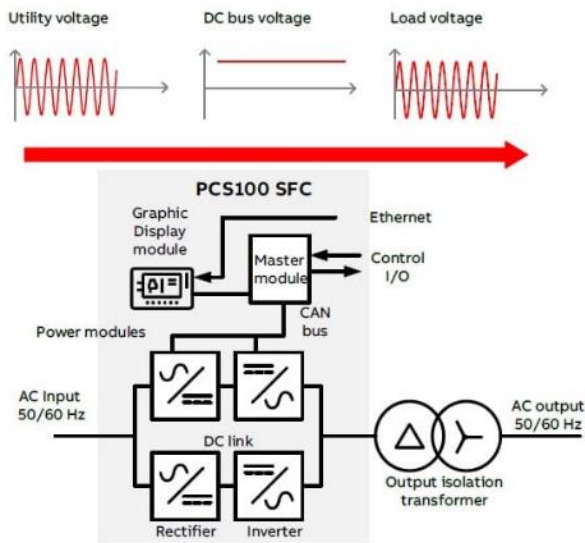 Utility voltage
DC bus voltage
Load voltage
PCS100 SFC
Graphic
Display
module
Ethernet
Master
module
Control
I/O
CAN
bus
Power modules
AC Input
50/60 Hz
DC link
AC output
50/60 Hz
Output isolation
transformer
Rectifier
Inverter